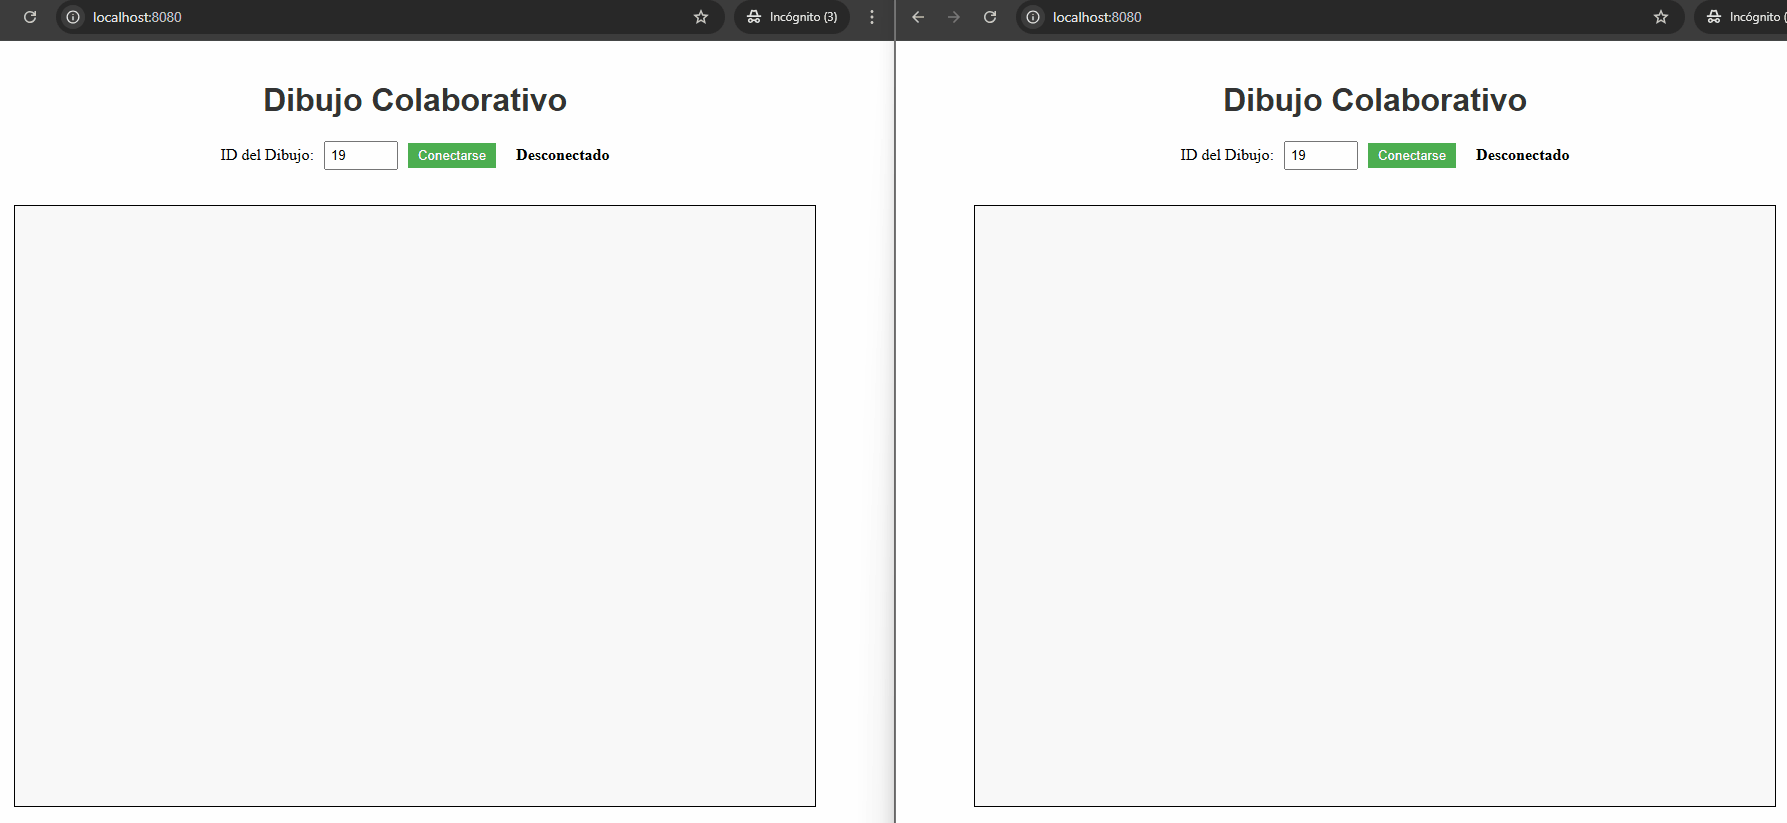 localhost:8080
Incógnito (3)
Dibujo Colaborativo
ID del Dibujo: 19 Conectarse Desconectado
localhost:8080
Incógnito (
Dibujo Colaborativo
ID del Dibujo: 19 Conectarse Desconectado